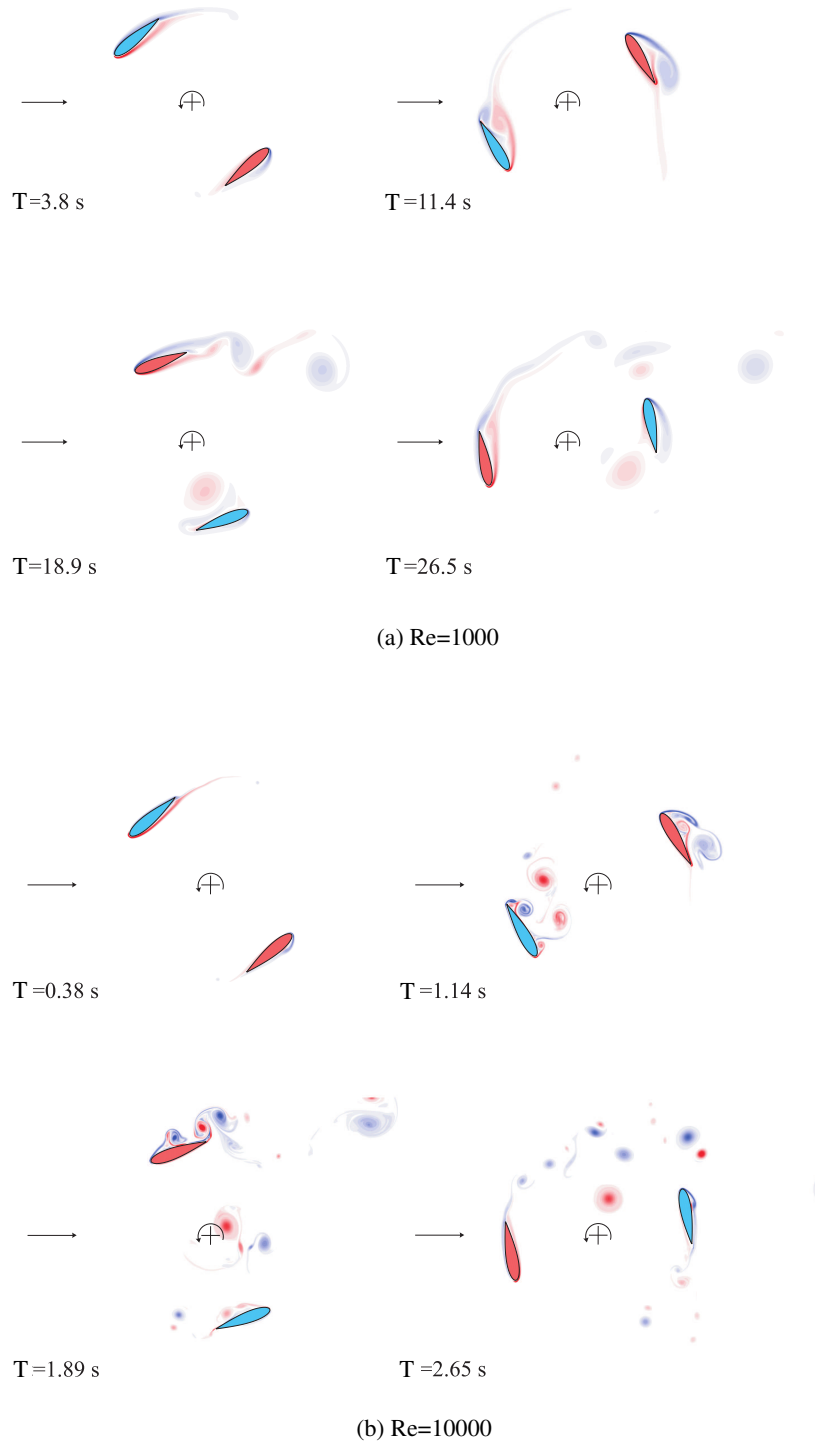 T=3.8 s
T=11.4 s
T=18.9 s
T=26.5 s
(a) Re=1000
T=0.38 s
T=1.14 s
T=1.89 s
T=2.65 s
(b) Re=10000